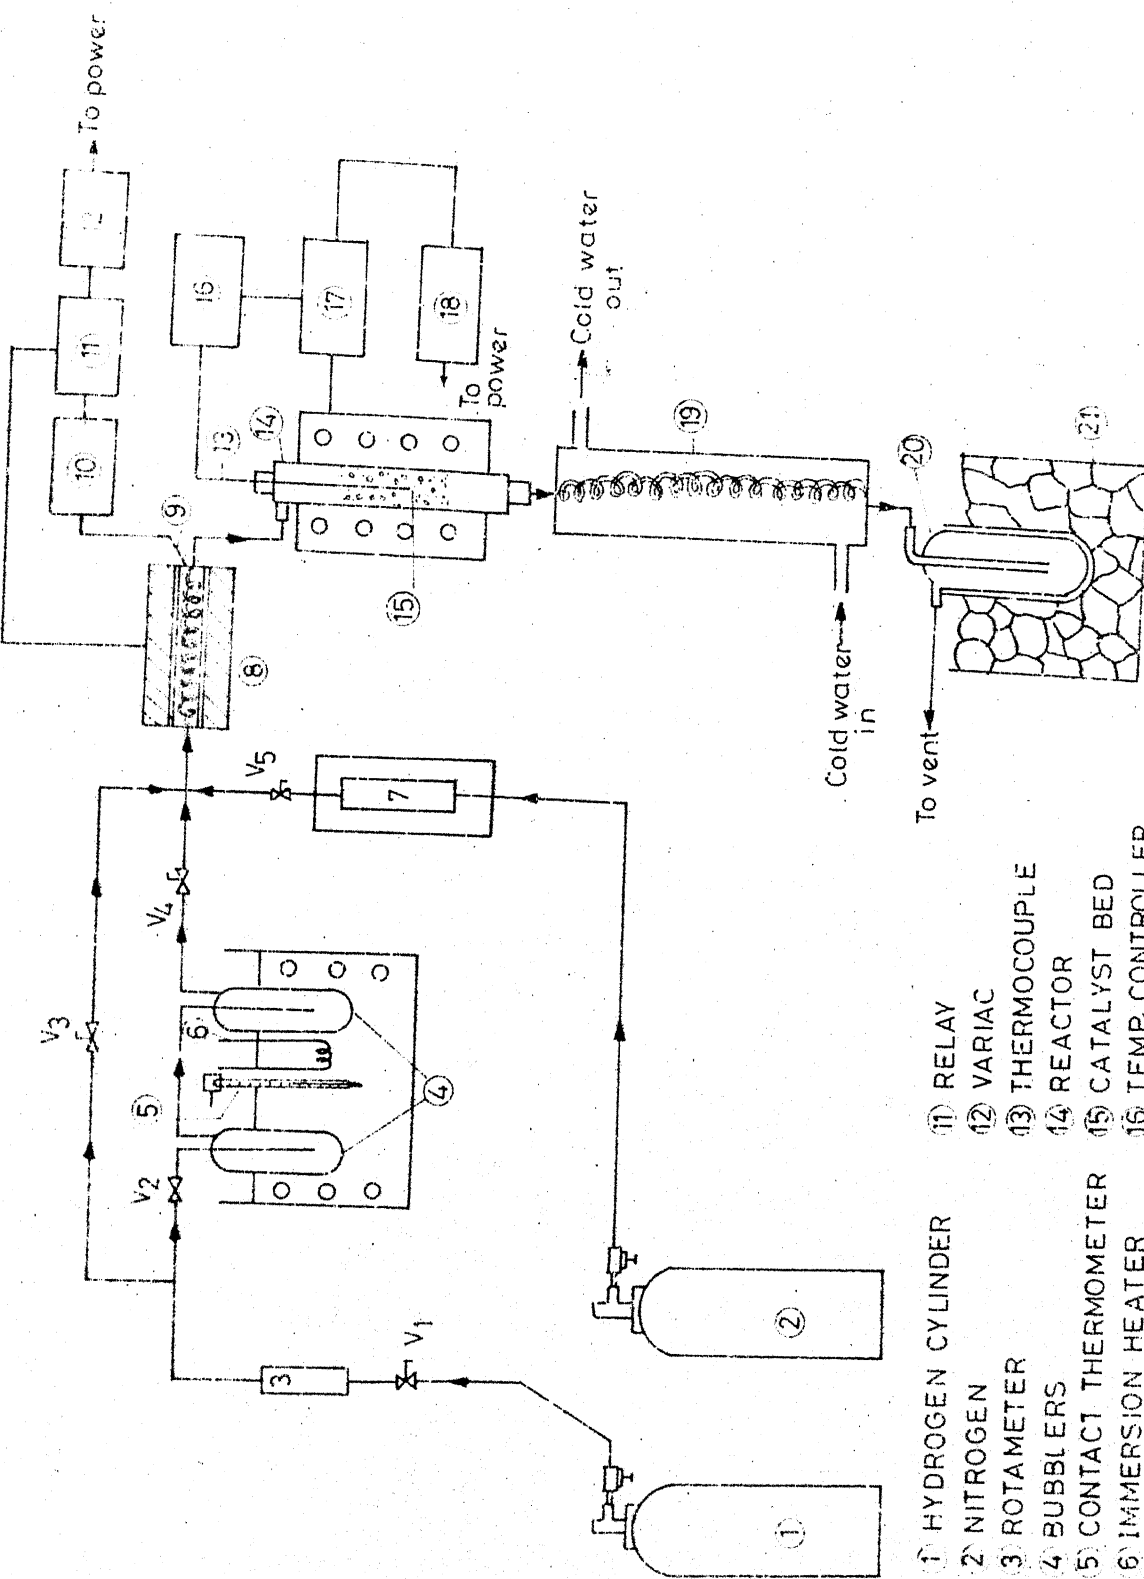 To power
12
11
10
9
8
16
17
18
To power
13
14
15
Cold water out
19
Cold water in
20
21
To vent
V5
7
V4
V3
6
5
4
V2
3
V1
2
1
1 HYDROGEN CYLINDER
2 NITROGEN
3 ROTAMETER
4 BUBBLERS
5 CONTACT THERMOMETER
6 IMMERSION HEATER
11 RELAY
12 VARIAC
13 THERMOCOUPLE
14 REACTOR
15 CATALYST BED
16 TEMP. CONTROLLER